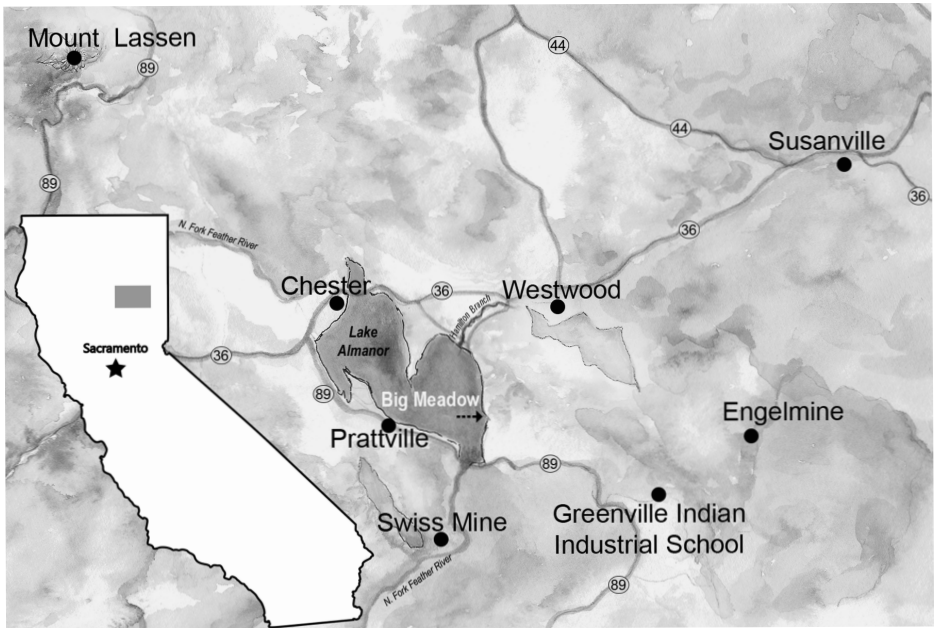 Mount Lassen
89
44
44
Susanville
89
36
N. Fork Feather River
36
Chester
36
Westwood
Hamilton Branch
Lake
Almanor
Sacramento
36
89
Big Meadow
Engelmine
Prattville
89
Greenville Indian
Industrial School
Swiss Mine
N. Fork Feather River
89